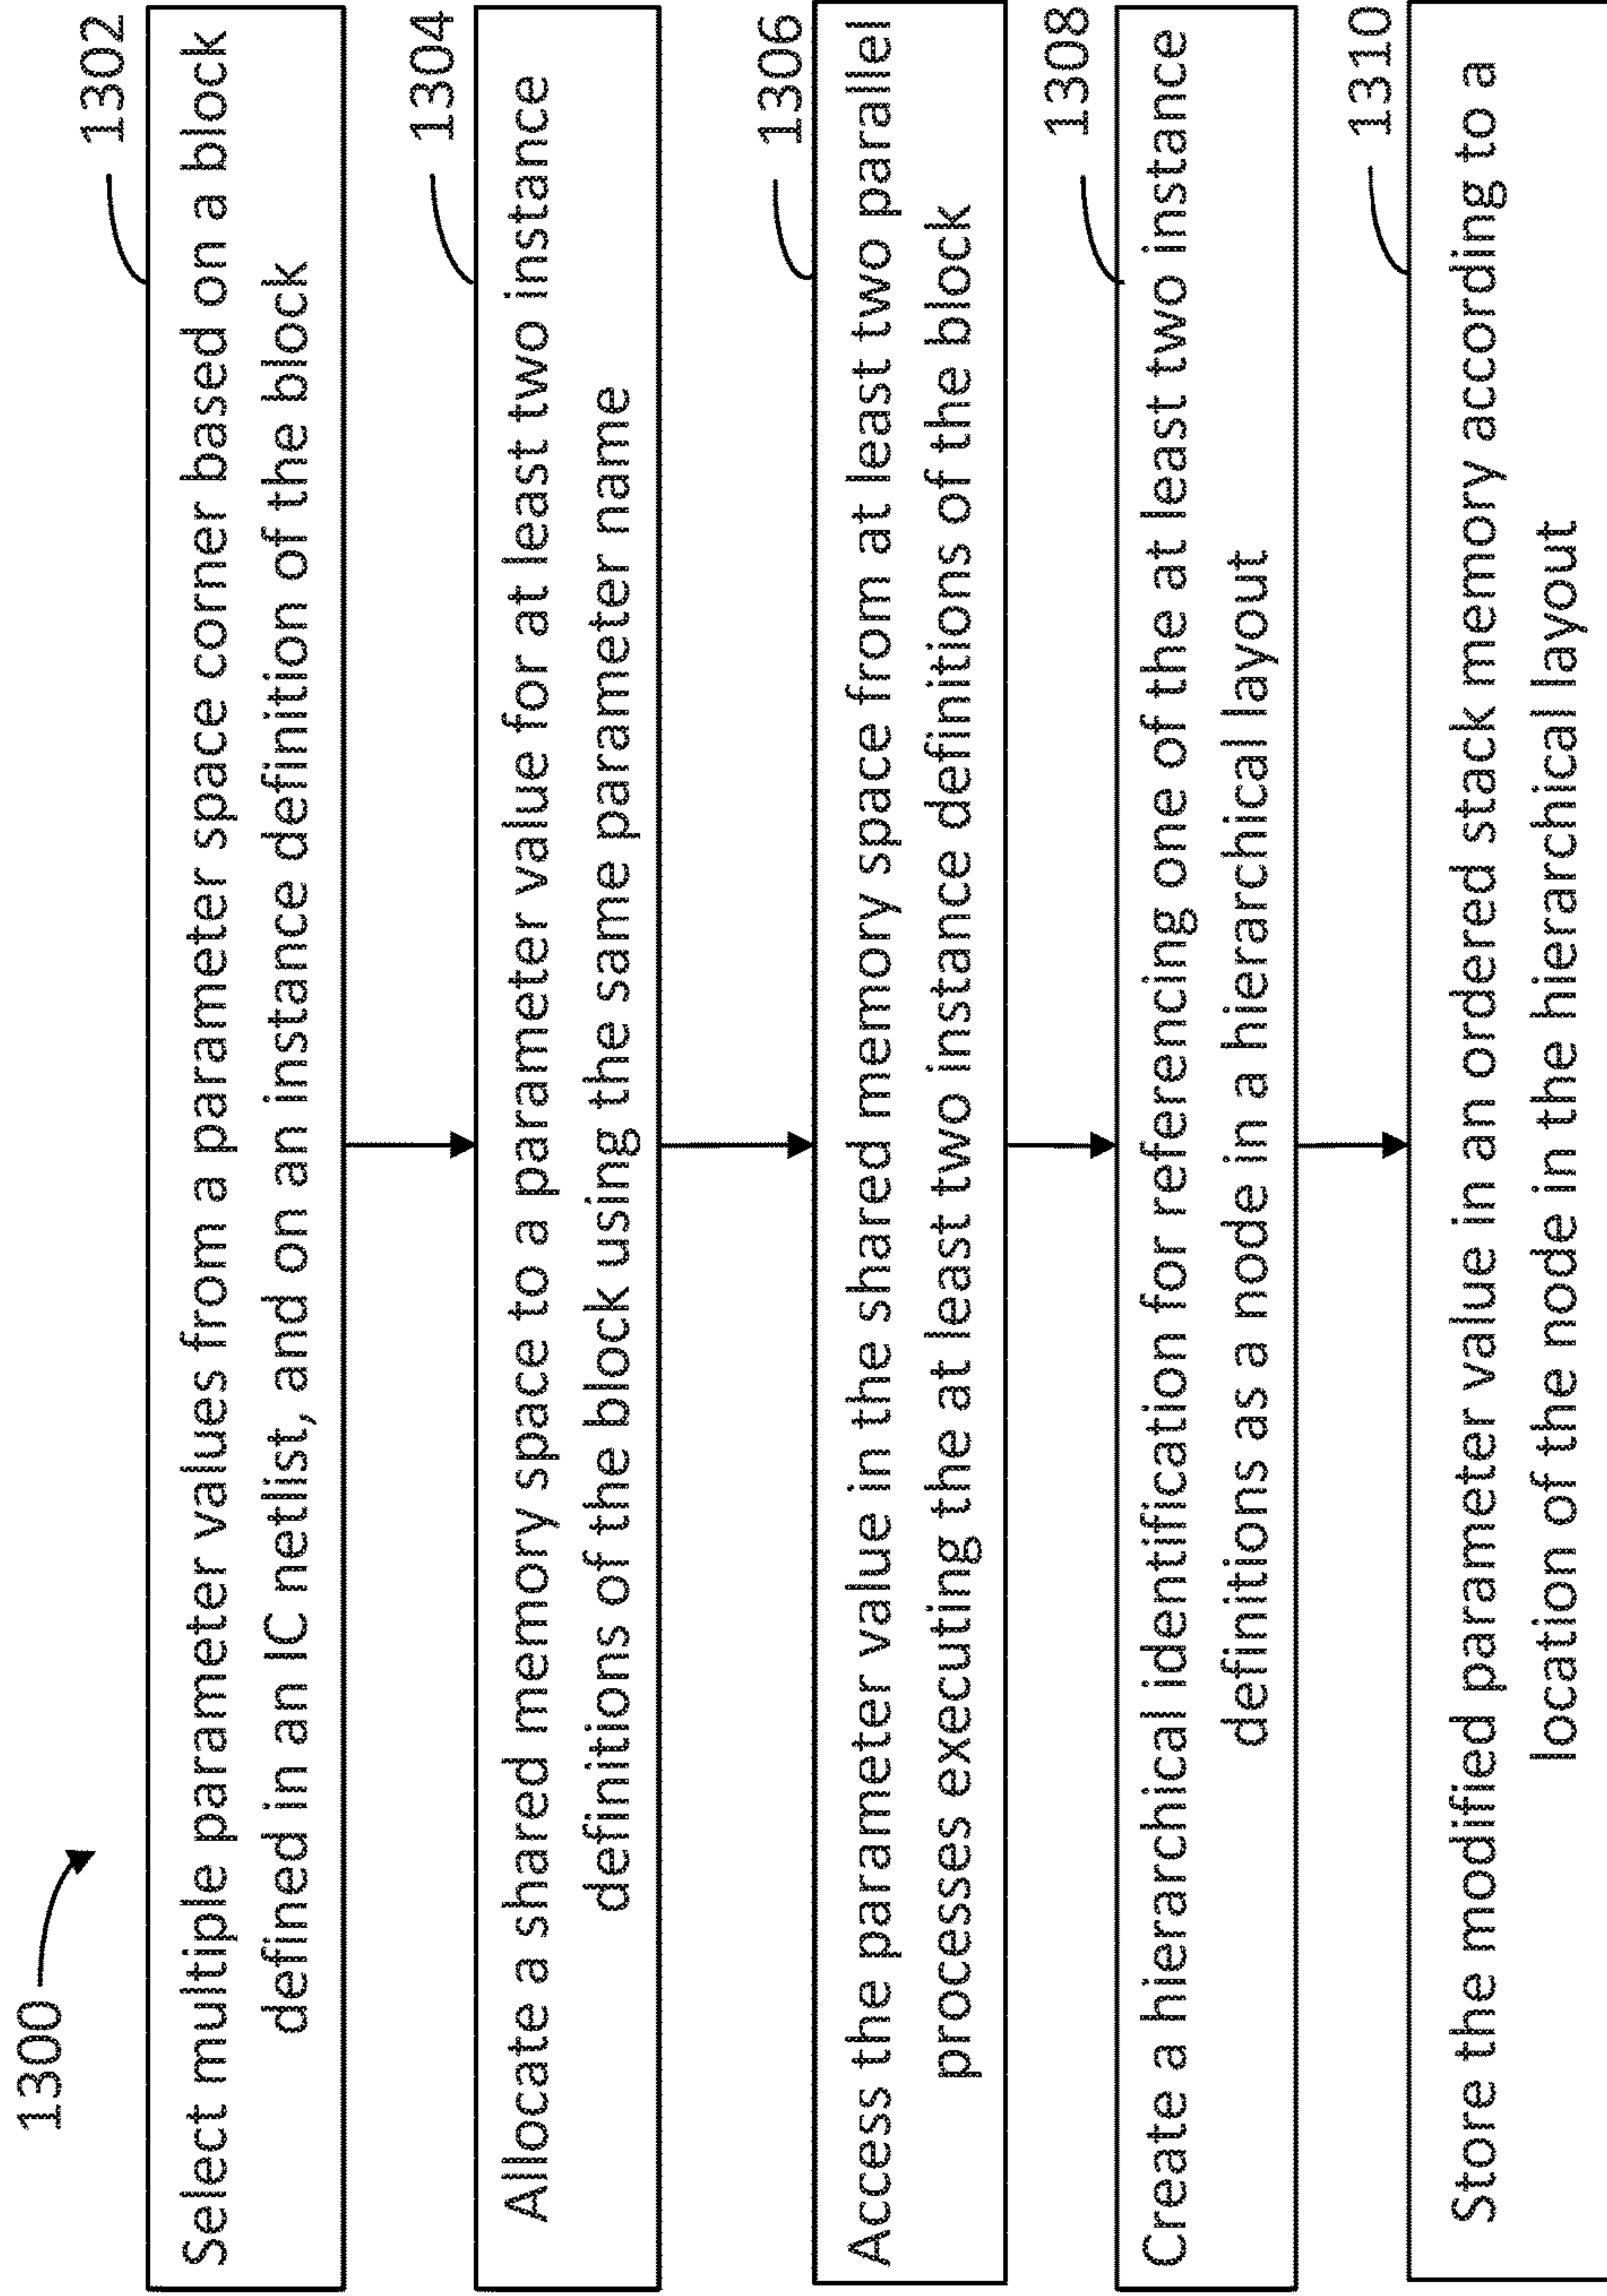 1300
1302
Select multiple parameter values from a parameter space corner based on a block
defined in an IC netlist, and on an instance definition of the block
1304
Allocate a shared memory space to a parameter value for at least two instance
definitions of the block using the same parameter name
1306
Access the parameter value in the shared memory space from at least two parallel
processes executing the at least two instance definitions of the block
1308
Create a hierarchical identification for referencing one of the at least two instance
definitions as a node in a hierarchical layout
1310
Store the modified parameter value in an ordered stack memory according to a
location of the node in the hierarchical layout